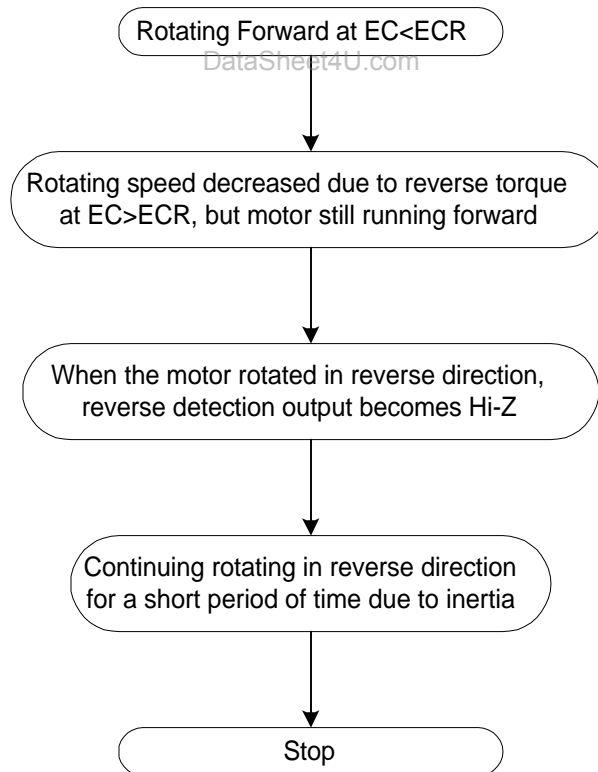 Rotating Forward at EC<ECR
DataSheet4U.com
Rotating speed decreased due to reverse torque
at EC>ECR, but motor still running forward
When the motor rotated in reverse direction,
reverse detection output becomes Hi-Z
Continuing rotating in reverse direction
for a short period of time due to inertia
Stop